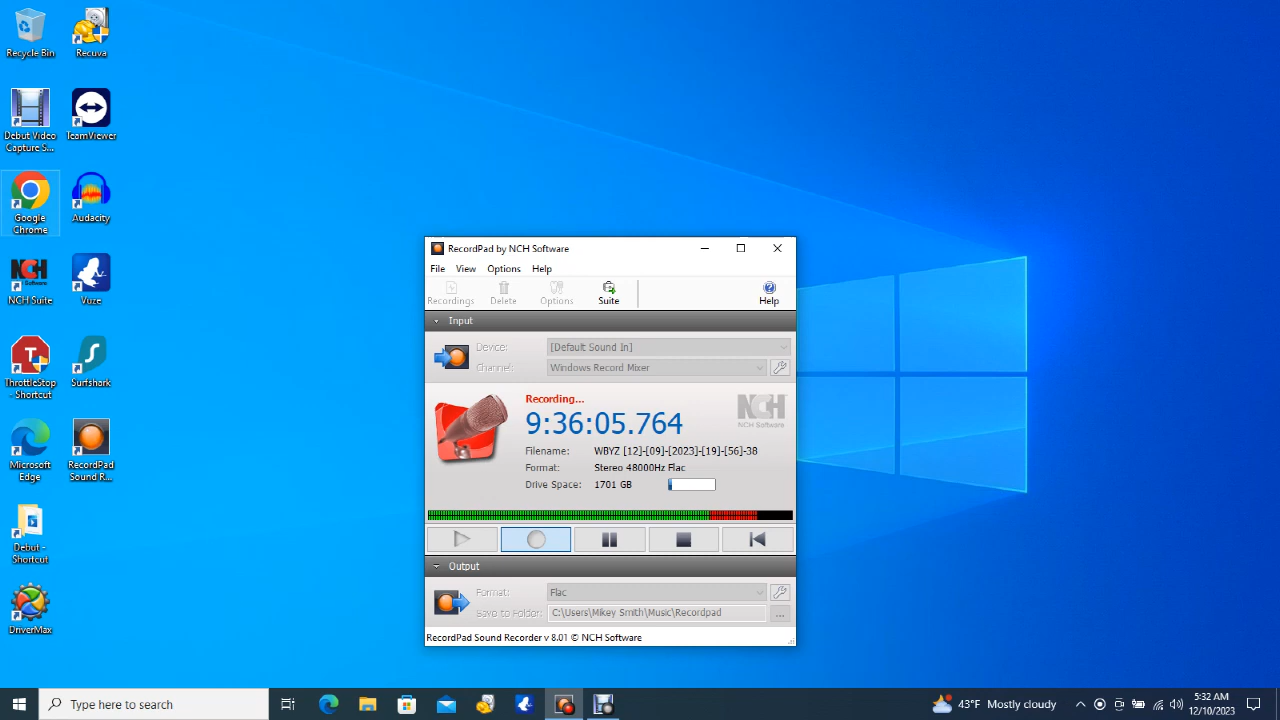 Recycle Bin
Recuva
Debut Video
Capture S...
TeamViewer
Google
Chrome
Audacity
NCH Suite
Vuze
ThrottleStop
- Shortcut
Surfshark
Microsoft
Edge
RecordPad
Sound R...
Debut -
Shortcut
DriverMax
RecordPad by NCH Software
File View Options Help
Recordings Delete Options Suite Help
Input
Device: [Default Sound In]
Channel: Windows Record Mixer
Recording...
9:36:05.764
NCH
NCH Software
Filename: WBYZ [12]-[09]-[2023]-[19]-[56]-38
Format: Stereo 48000Hz Flac
Drive Space: 1701 GB
Output
Format: Flac
Save to Folder: C:\Users\Mikey Smith\Music\Recordpad
...
RecordPad Sound Recorder v 8.01 © NCH Software
Type here to search
43°F Mostly cloudy
5:32 AM
12/10/2023